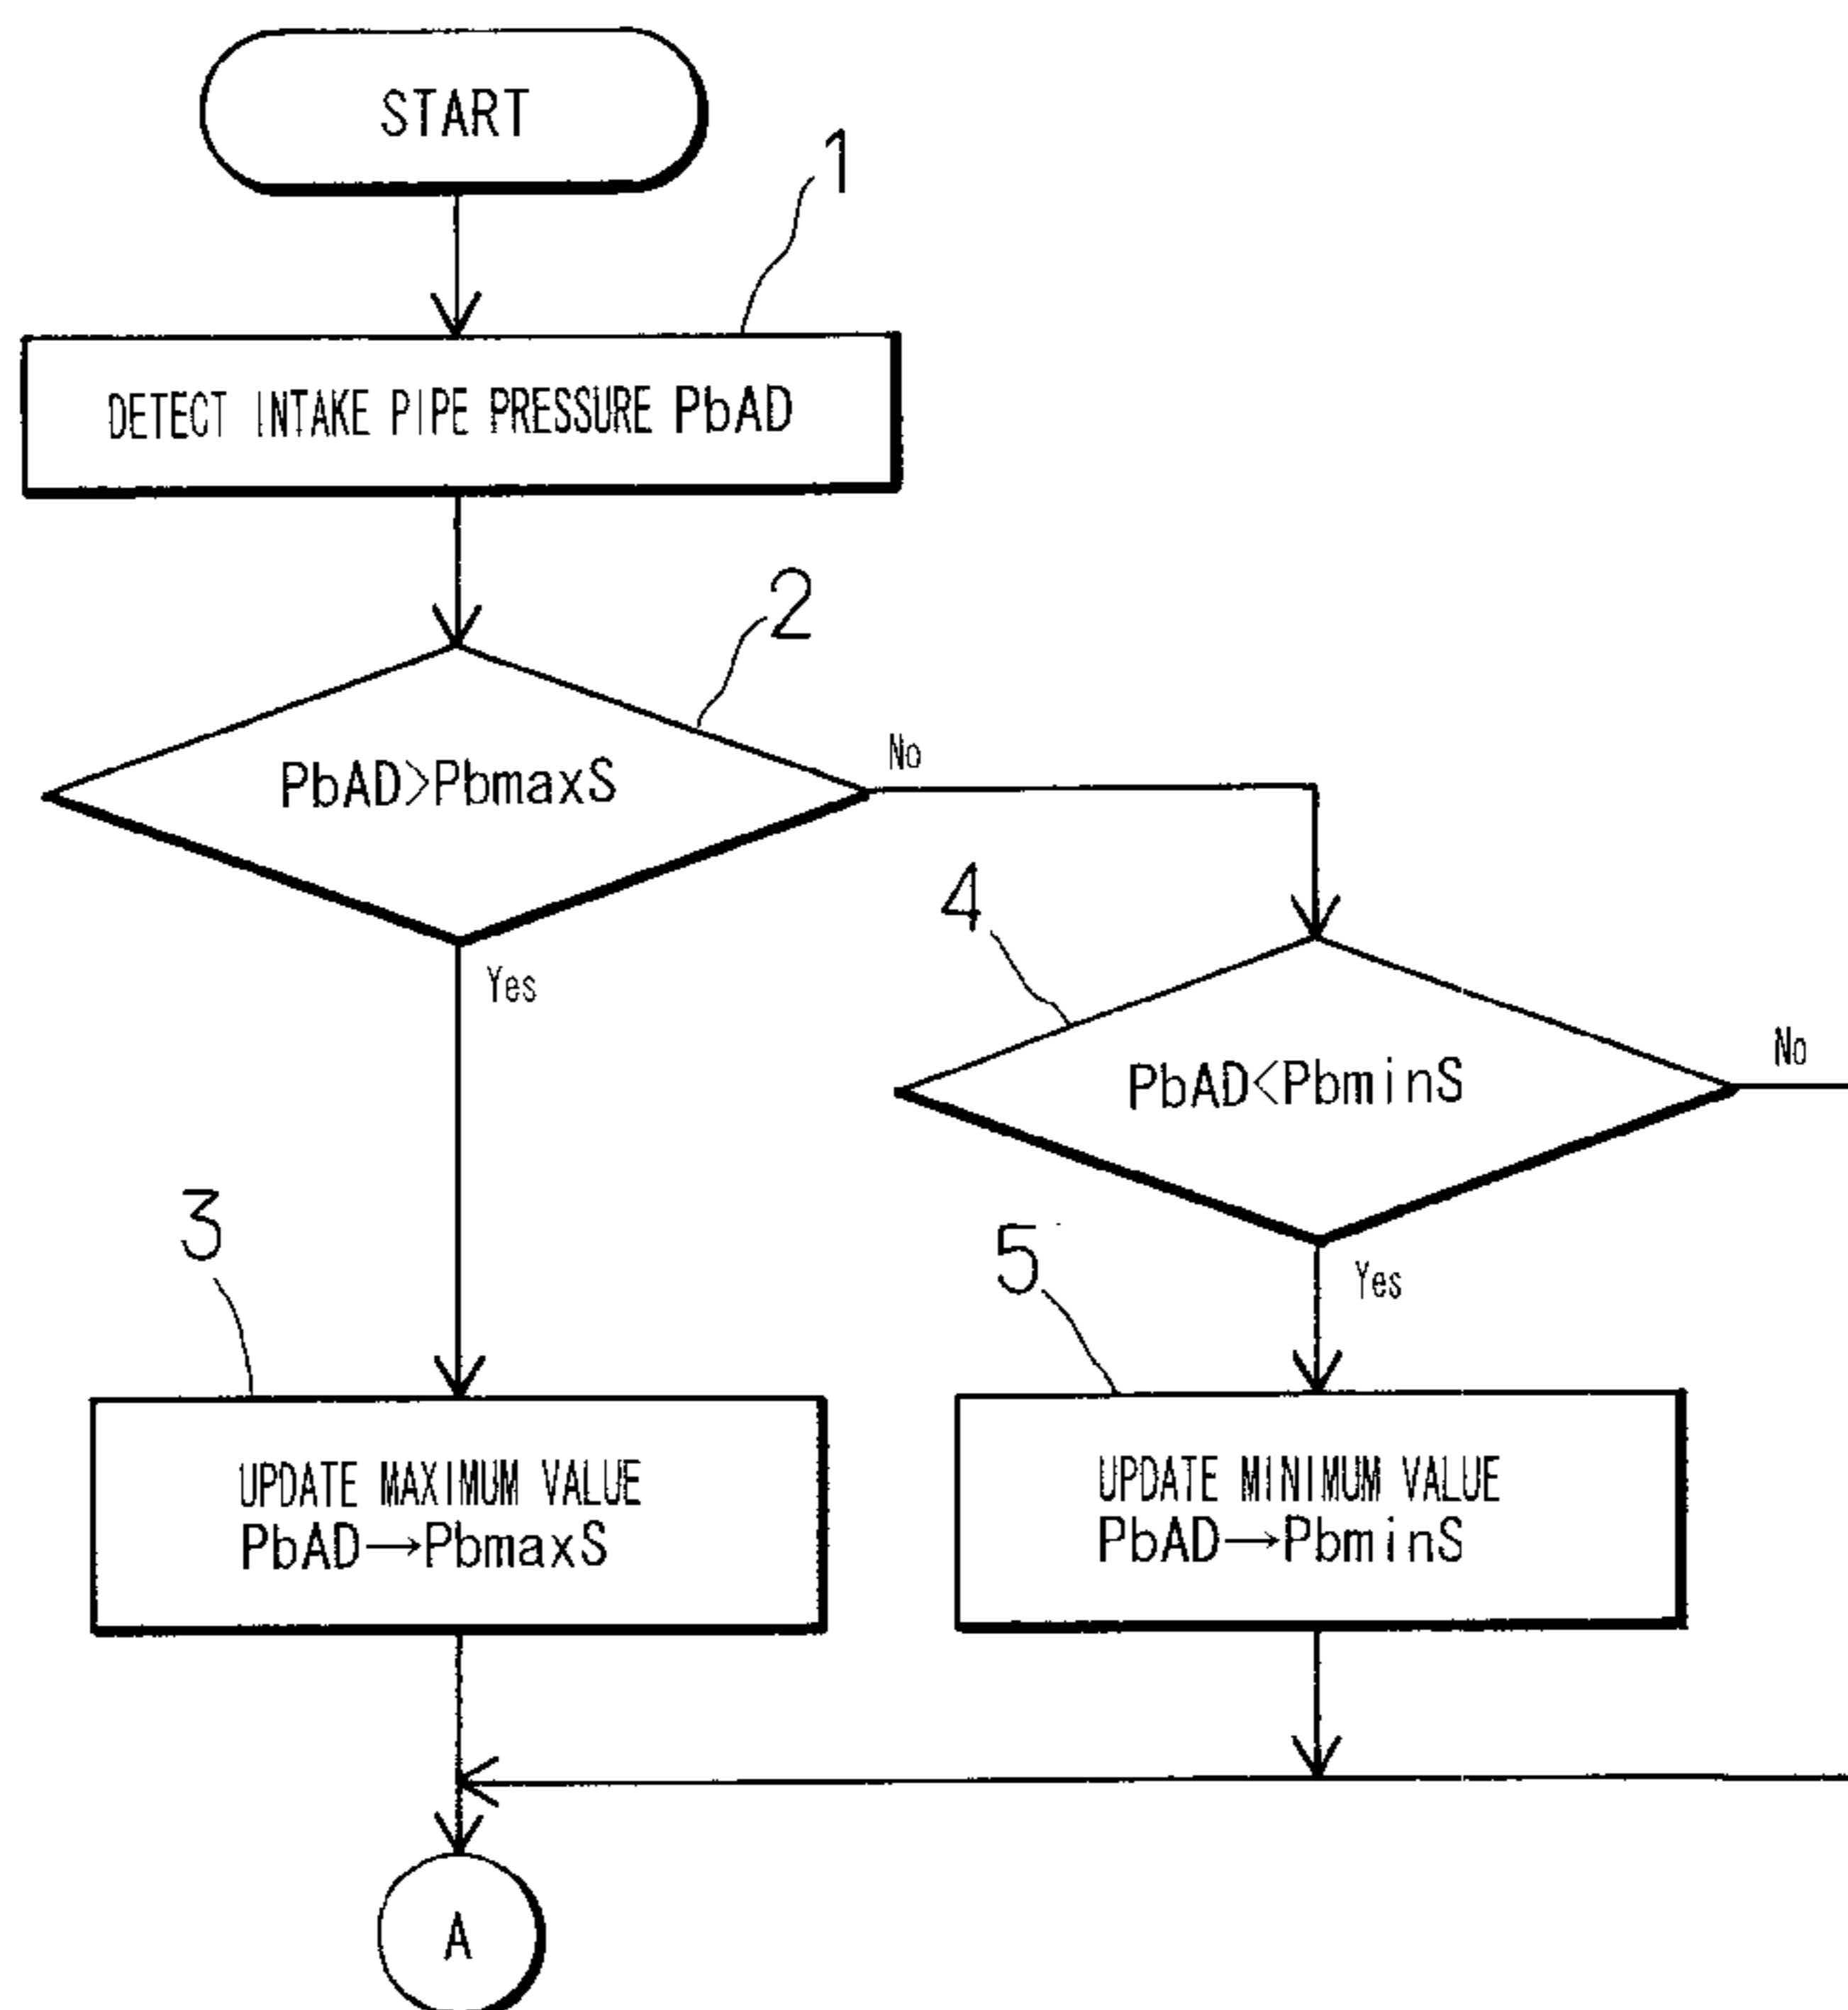 START
1
DETECT INTAKE PIPE PRESSURE PbAD
2
PbAD>PbmaxS
No
Yes
4
PbAD<PbminS
No
Yes
3
UPDATE MAXIMUM VALUE
PbAD→PbmaxS
5
UPDATE MINIMUM VALUE
PbAD→PbminS
A